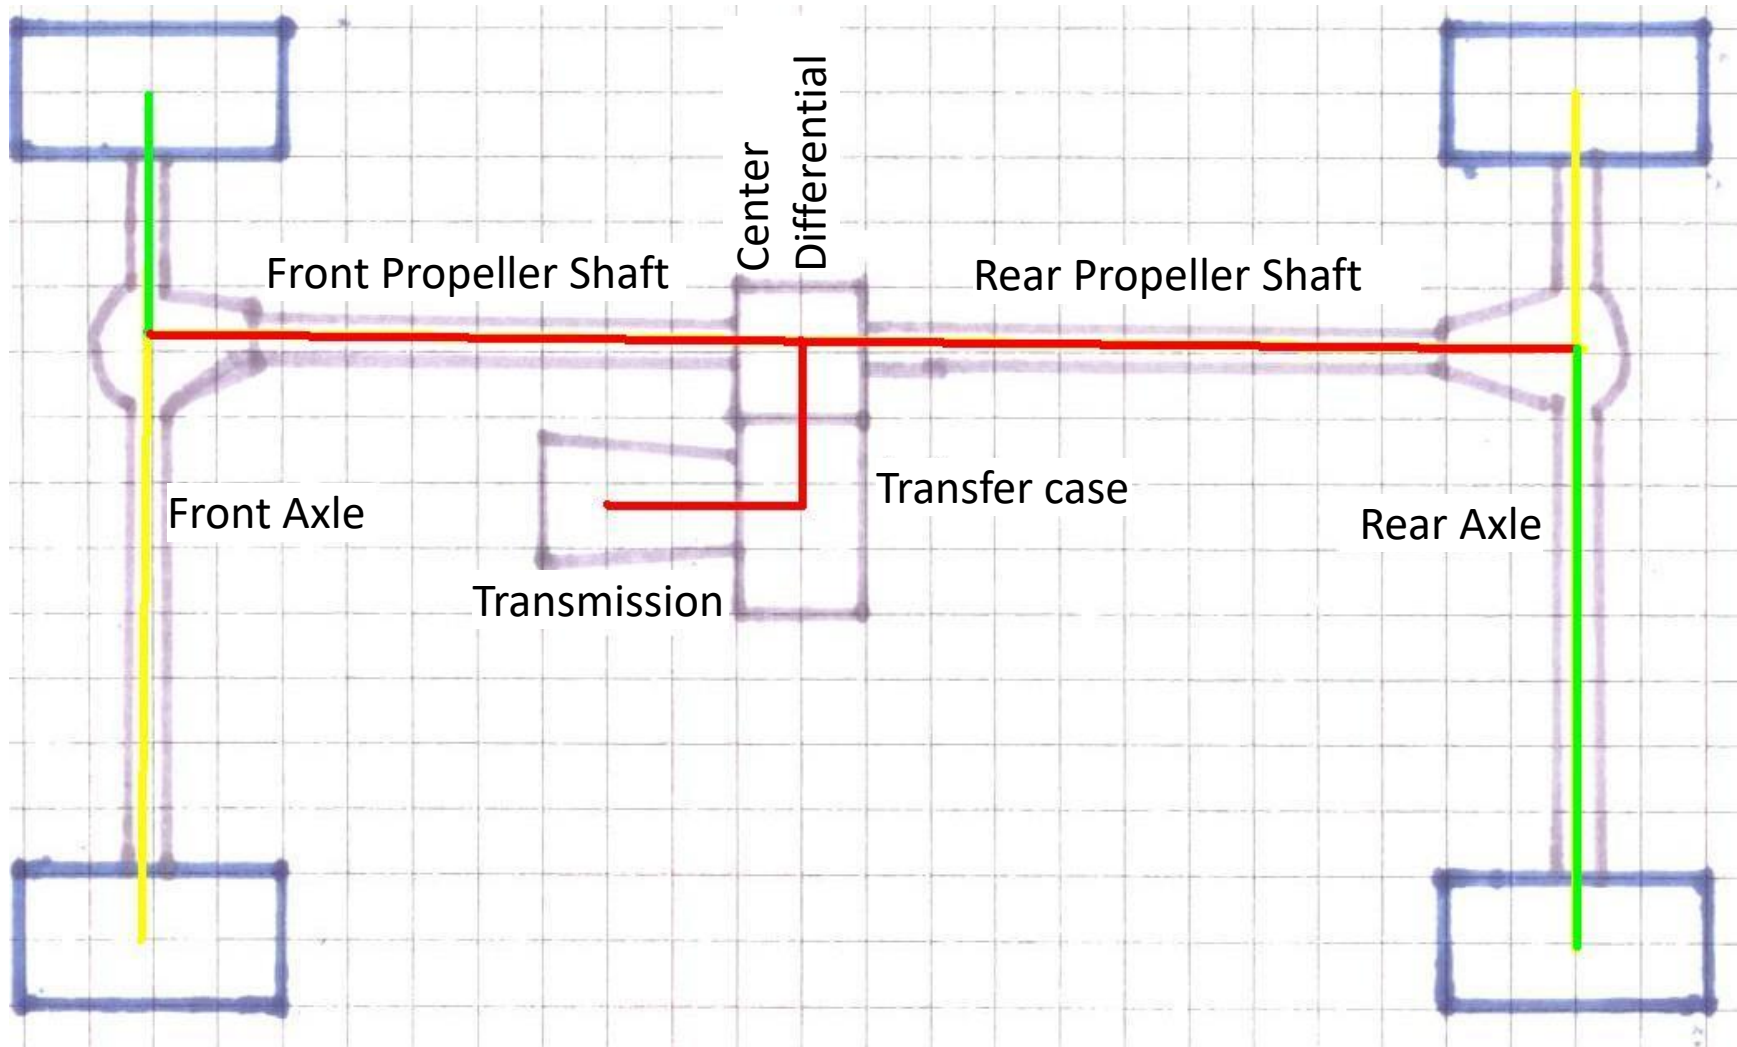 Center
Differential
Front Propeller Shaft
Rear Propeller Shaft
Transfer case
Front Axle
Rear Axle
Transmission